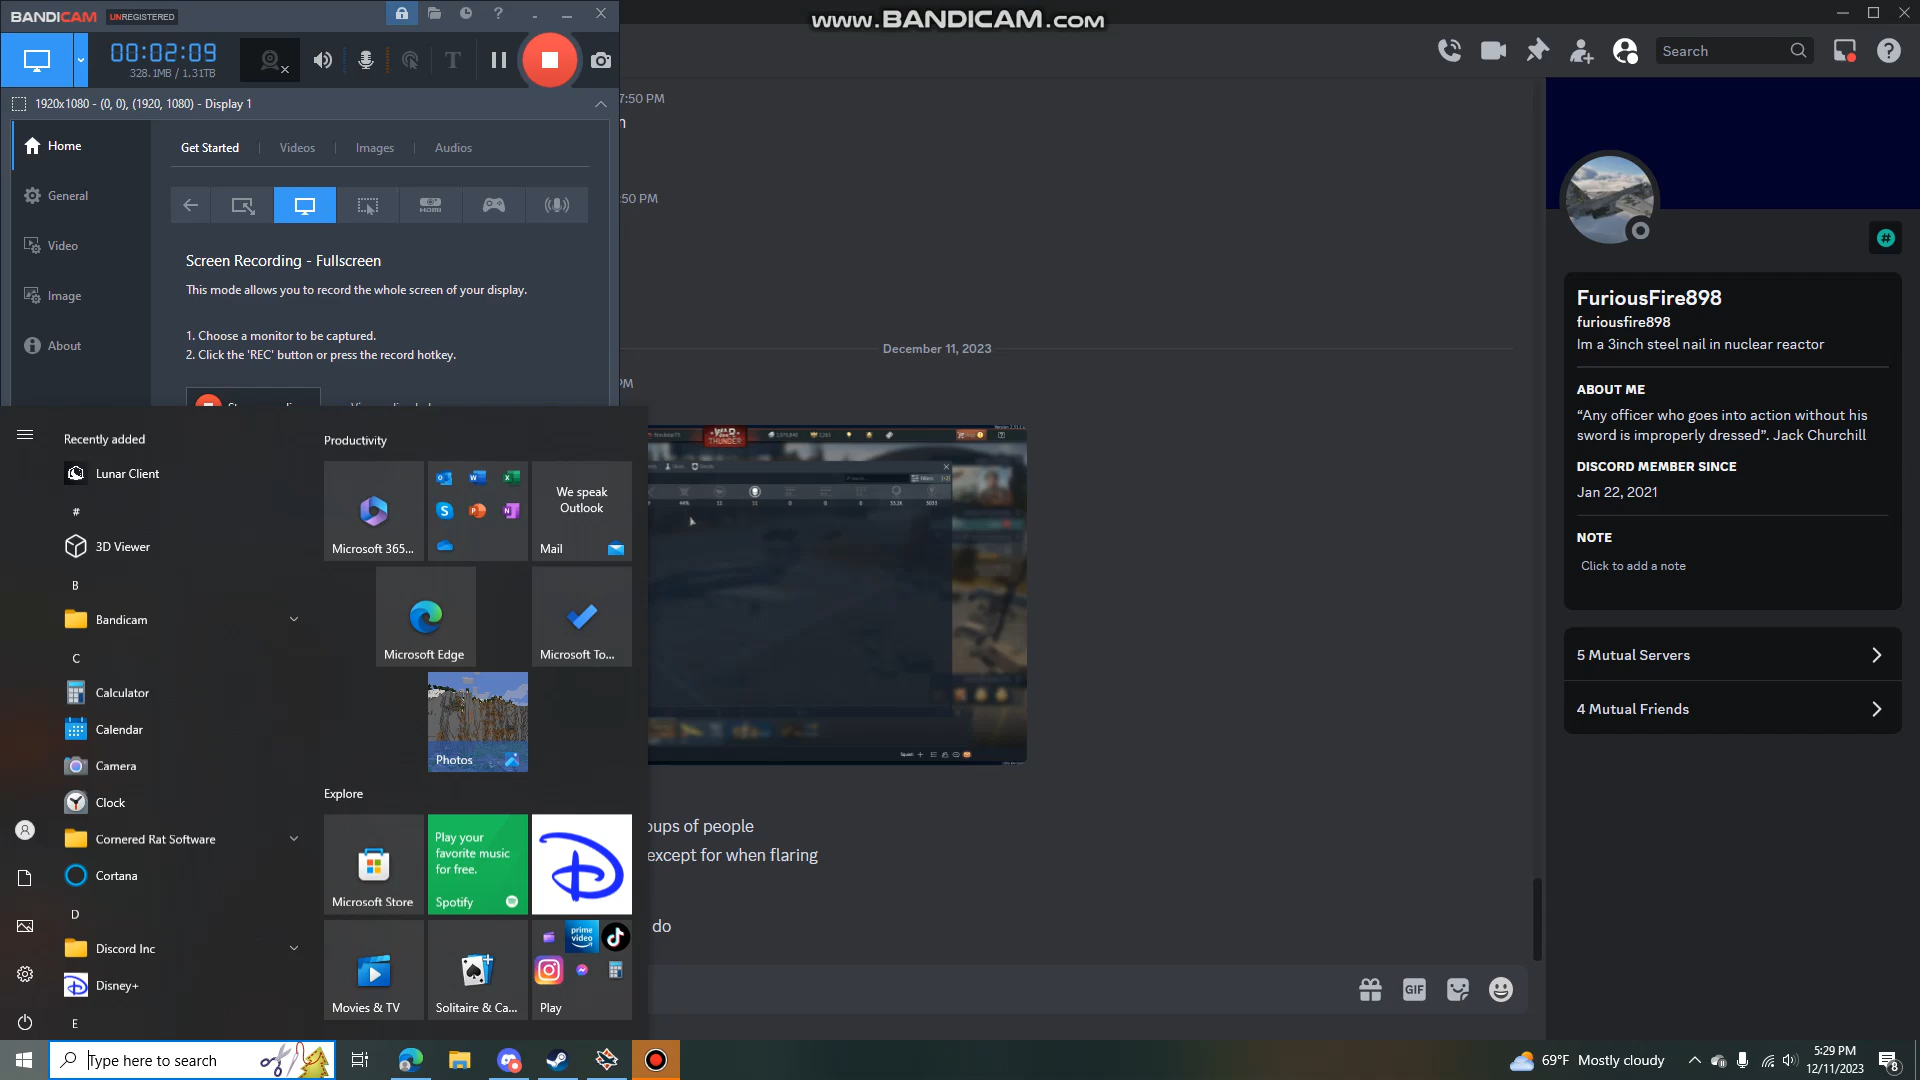 BANDICAM UNREGISTERED
www.BANDICAM.com
00:02:09
328.1MB / 1.31TB
1920x1080 - (0, 0), (1920, 1080) - Display 1
Home
General
Video
Image
About
Get Started
Videos
Images
Audios
Screen Recording - Fullscreen
This mode allows you to record the whole screen of your display.
1. Choose a monitor to be captured.
2. Click the 'REC' button or press the record hotkey.
Search
7:50 PM
:50 PM
December 11, 2023
PM
WAR THUNDER
oups of people
except for when flaring
do
GIF
FuriousFire898
furiousfire898
Im a 3inch steel nail in nuclear reactor
ABOUT ME
“Any officer who goes into action without his
sword is improperly dressed”. Jack Churchill
DISCORD MEMBER SINCE
Jan 22, 2021
NOTE
Click to add a note
5 Mutual Servers
4 Mutual Friends
Recently added
Lunar Client
#
3D Viewer
B
Bandicam
C
Calculator
Calendar
Camera
Clock
Cornered Rat Software
Cortana
D
Discord Inc
Disney+
E
Productivity
Microsoft 365...
We speak
Outlook
Mail
Microsoft Edge
Microsoft To...
Photos
Explore
Microsoft Store
Play your
favorite music
for free.
Spotify
Movies & TV
Solitaire & Ca...
prime video
Play
Type here to search
69°F Mostly cloudy
5:29 PM
12/11/2023
8